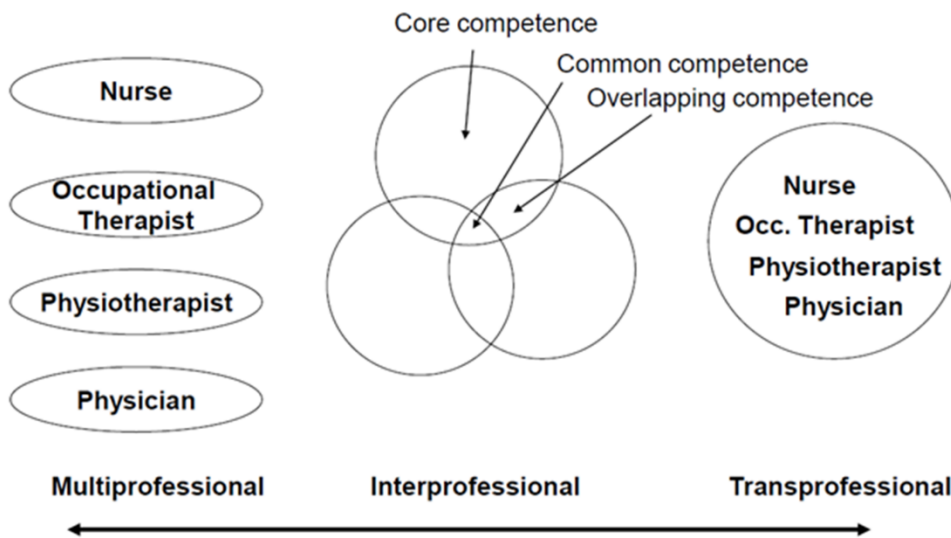 Core competence
Common competence
Overlapping competence
Nurse
Occupational
Therapist
Physiotherapist
Physician
Nurse
Occ. Therapist
Physiotherapist
Physician
Multiprofessional
Interprofessional
Transprofessional